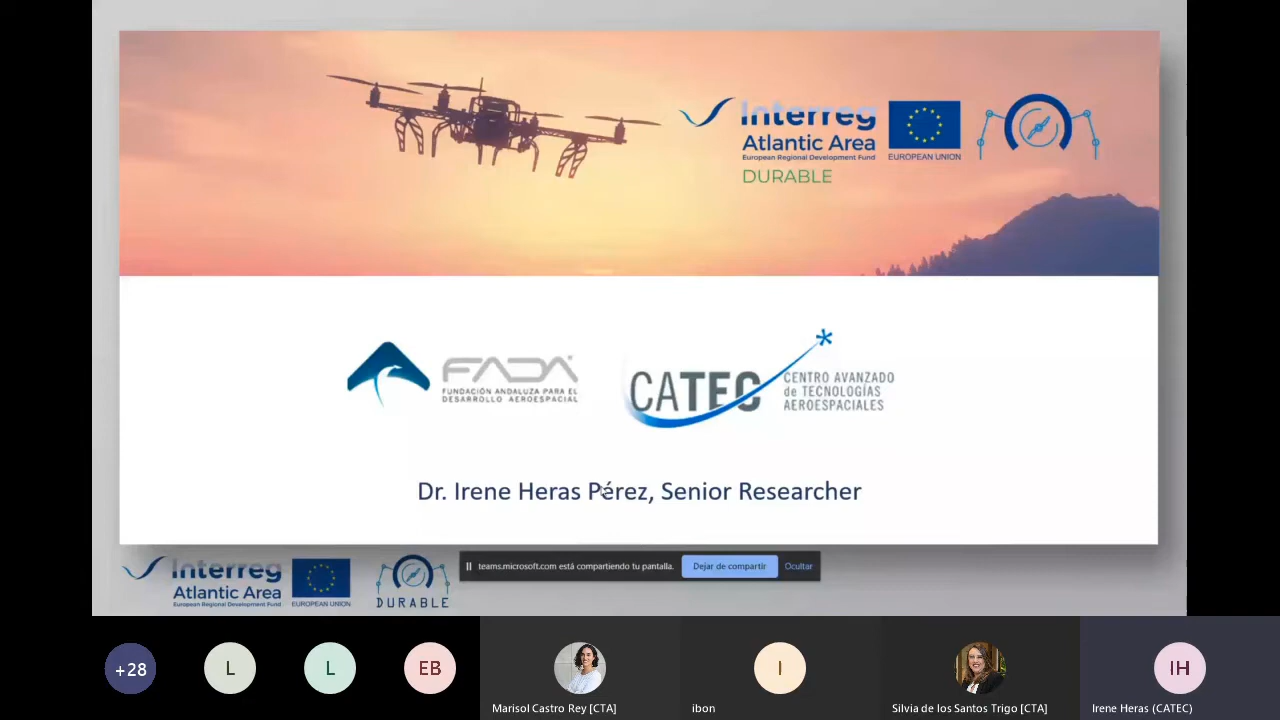 Interreg
Atlantic Area
European Regional Development Fund
EUROPEAN UNION
DURABLE
FADA
FUNDACIÓN ANDALUZA PARA EL
DESARROLLO AEROESPACIAL
CATEC
CENTRO AVANZADO
de TECNOLOGÍAS
AEROESPACIALES
Dr. Irene Heras Pérez, Senior Researcher
Interreg
Atlantic Area
European Regional Development Fund
EUROPEAN UNION
DURABLE
teams.microsoft.com está compartiendo tu pantalla.
Dejar de compartir
Ocultar
+28
L
L
EB
I
IH
Marisol Castro Rey [CTA]
ibon
Silvia de los Santos Trigo [CTA]
Irene Heras (CATEC)